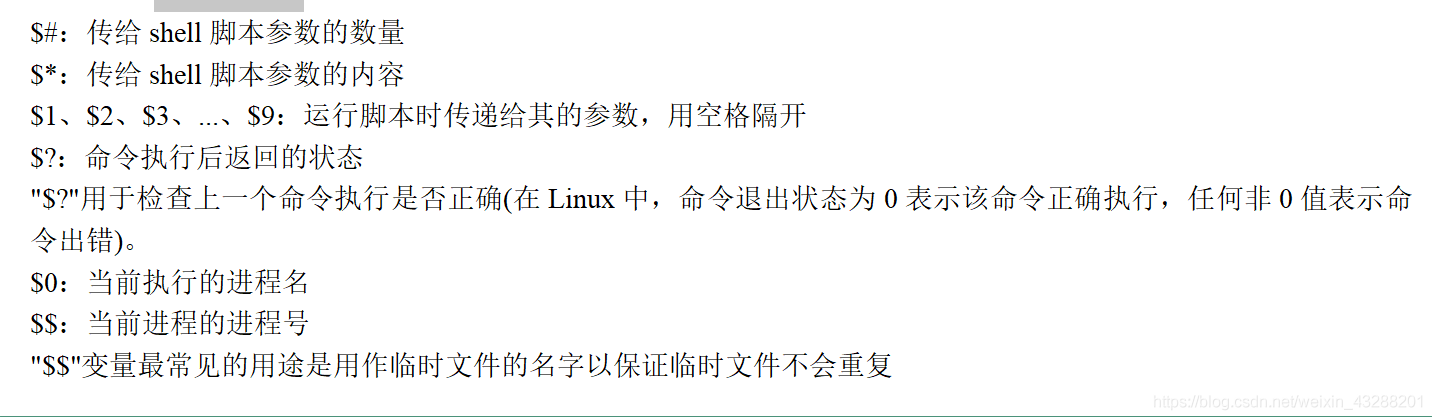 $#：传给 shell 脚本参数的数量
$*：传给 shell 脚本参数的内容
$1、$2、$3、...、$9：运行脚本时传递给其的参数，用空格隔开
$?：命令执行后返回的状态
"$?"用于检查上一个命令执行是否正确(在 Linux 中，命令退出状态为 0 表示该命令正确执行，任何非 0 值表示命
令出错)。
$0：当前执行的进程名
$$：当前进程的进程号
"$$"变量最常见的用途是用作临时文件的名字以保证临时文件不会重复
https://blog.csdn.net/weixin_43288201